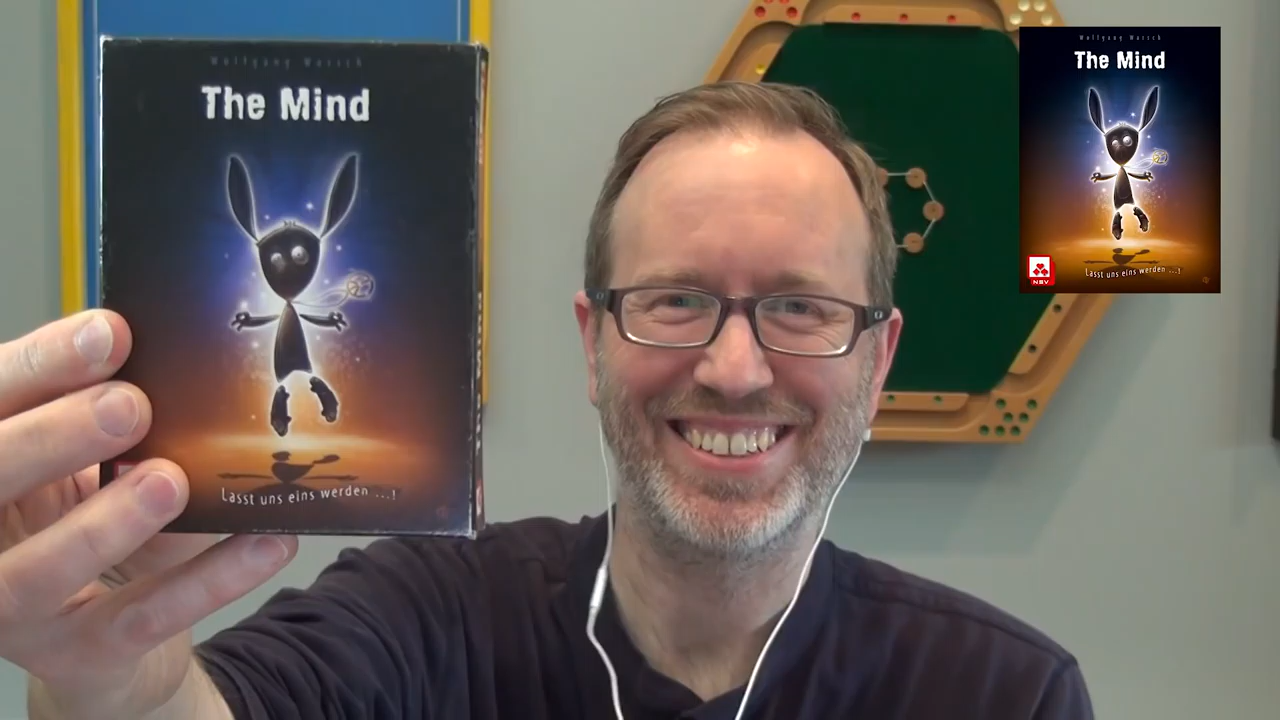 Wolfgang Warsch
The Mind
Lasst uns eins werden ...!
Wolfgang Warsch
The Mind
NSV
Lasst uns eins werden ...!